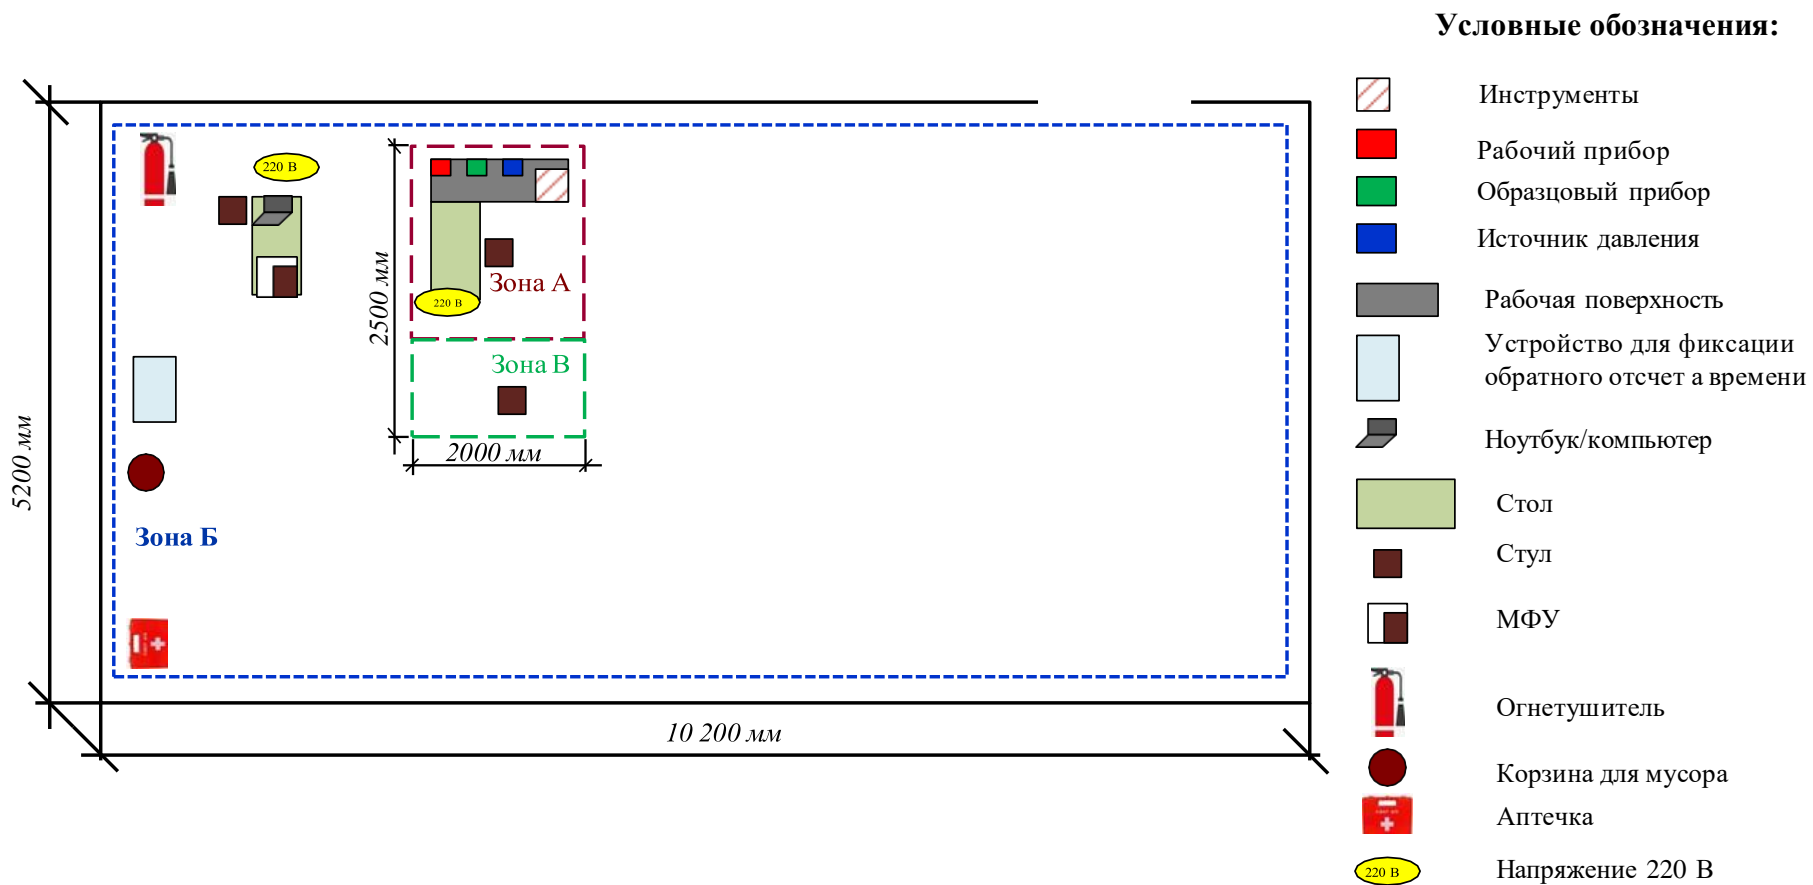 Условные обозначения:
Инструменты
Рабочий прибор
Образцовый прибор
Источник давления
Рабочая поверхность
Устройство для фиксации
обратного отсчет а времени
Ноутбук/компьютер
Стол
Стул
МФУ
Огнетушитель
Корзина для мусора
Аптечка
220 В
Напряжение 220 В
220 В
220 В
Зона А
Зона В
Зона Б
2500 мм
2000 мм
5200 мм
10 200 мм